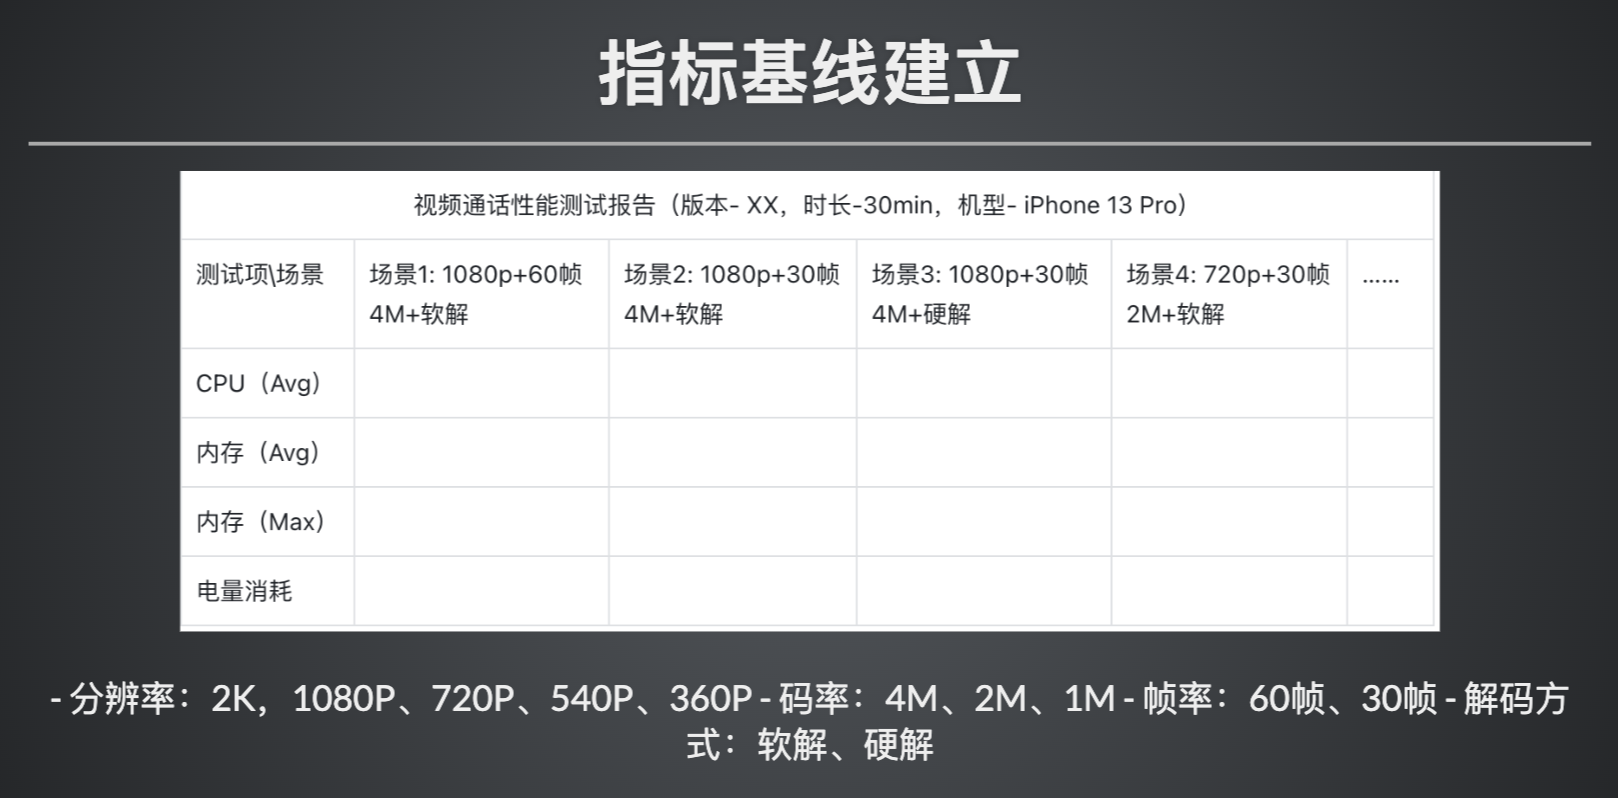 指标基线建立
视频通话性能测试报告（版本- XX，时长-30min，机型- iPhone 13 Pro）
测试项\场景
场景1: 1080p+60帧
4M+软解
场景2: 1080p+30帧
4M+软解
场景3: 1080p+30帧
4M+硬解
场景4: 720p+30帧
2M+软解
......
CPU（Avg）
内存（Avg）
内存（Max）
电量消耗
- 分辨率：2K，1080P、720P、540P、360P - 码率：4M、2M、1M - 帧率：60帧、30帧 - 解码方
式：软解、硬解